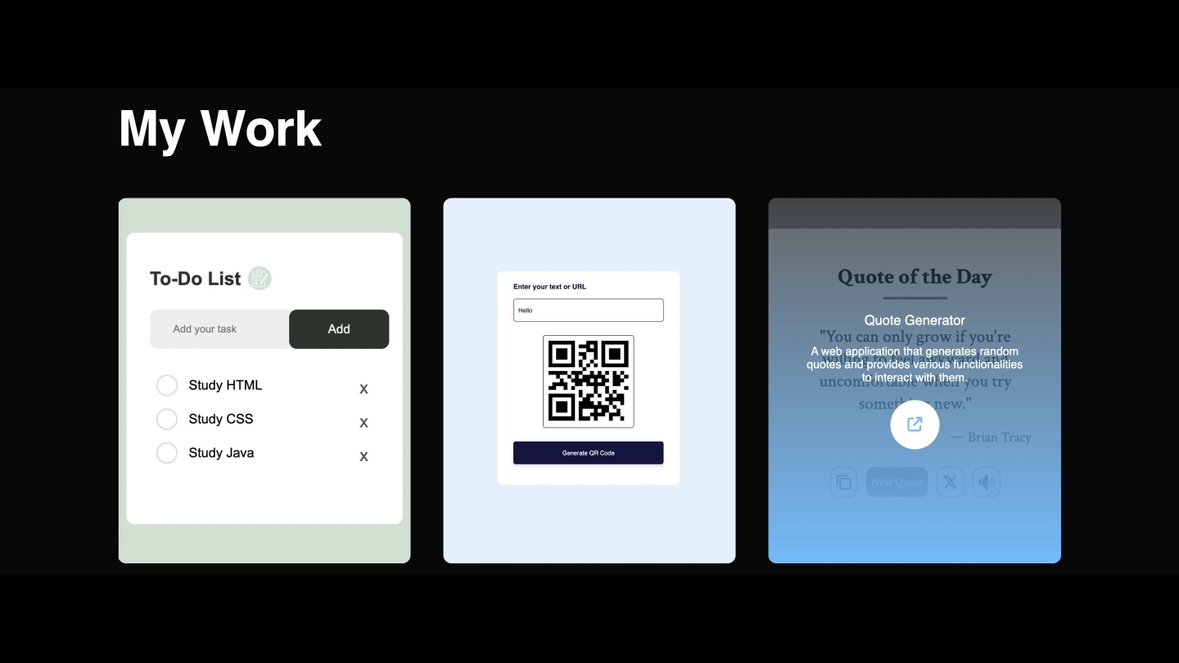 My Work
To-Do List
Add your task
Add
Study HTML
x
Study CSS
x
Study Java
x
Enter your text or URL
Hello
Generate QR Code
Quote of the Day
Quote Generator
"You can only grow if you're
A web application that generates random
quotes and provides various functionalities
to interact with them.
uncomfortable when you try
something new."
— Brian Tracy
New Quote